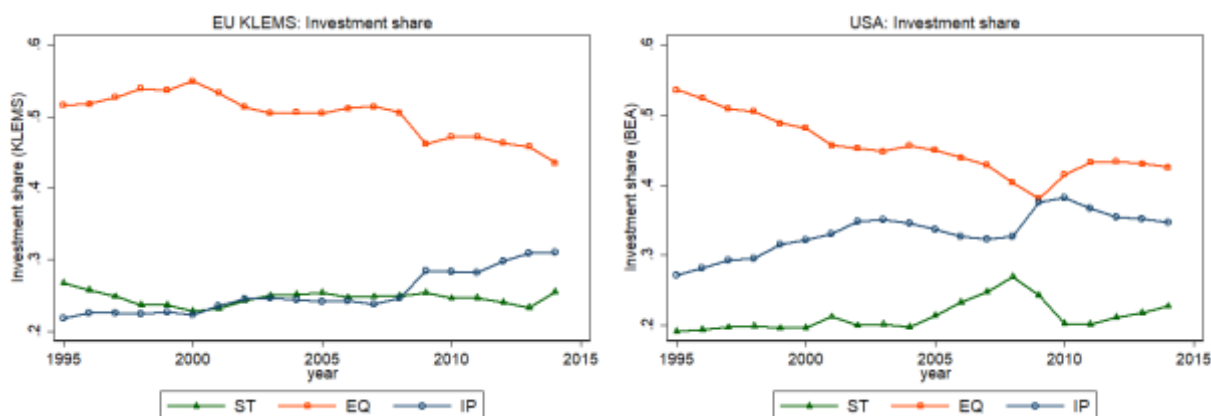 EU KLEMS: Investment share
Investment share (KLEMS)
.6
.5
.4
.3
.2
1995 2000 2005 2010 2015
year
ST EQ IP
USA: Investment share
Investment share (BEA)
.6
.5
.4
.3
.2
1995 2000 2005 2010 2015
year
ST EQ IP